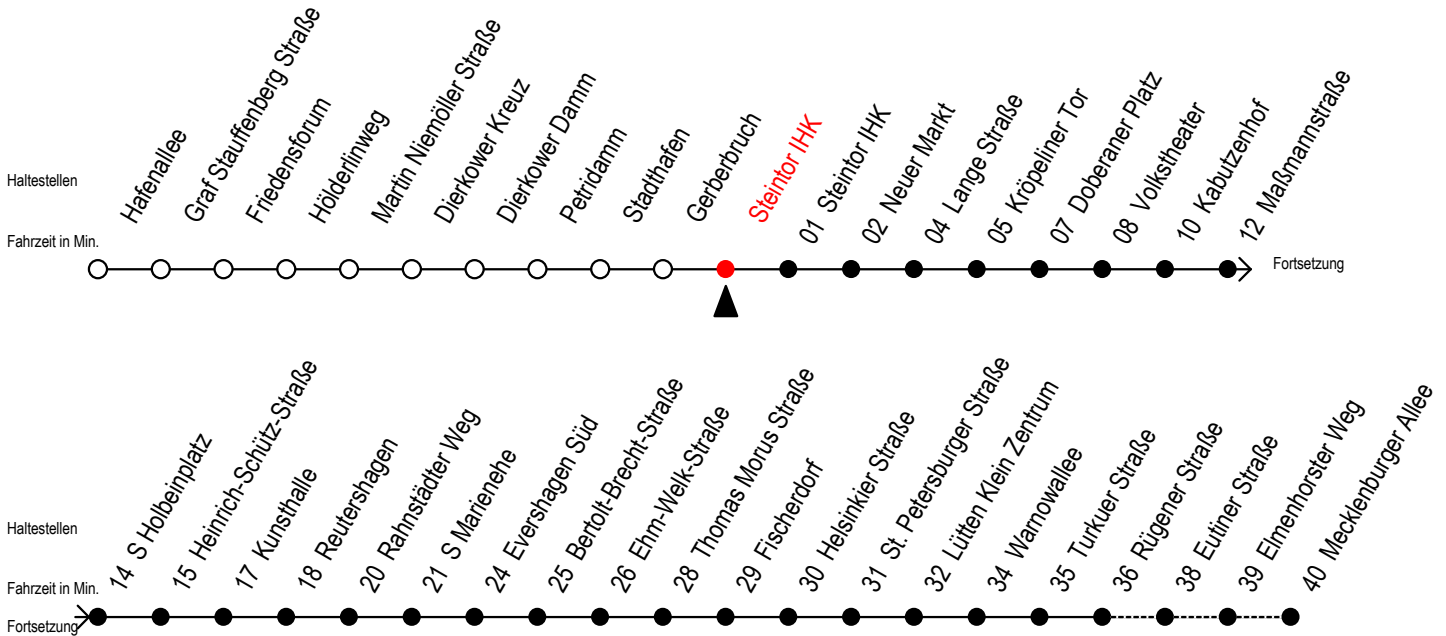 Haltestellen
Hafenallee
Graf Stauffenberg Straße
Friedensforum
Hölderlinweg
Martin Niemöller Straße
Dierkower Kreuz
Dierkower Damm
Petridamm
Stadthafen
Gerberbruch
Steintor IHK
Fahrzeit in Min.
01 Steintor IHK
02 Neuer Markt
04 Lange Straße
05 Kröpeliner Tor
07 Doberaner Platz
08 Volkstheater
10 Kabutzenhof
12 Maßmannstraße
Fortsetzung
Haltestellen
Fahrzeit in Min.
Fortsetzung
14 S Holbeinplatz
15 Heinrich-Schütz-Straße
17 Kunsthalle
18 Reutershagen
20 Rahnstädter Weg
21 S Marienehe
24 Evershagen Süd
25 Bertolt-Brecht-Straße
26 Ehm-Welk-Straße
28 Thomas Morus Straße
29 Fischerdorf
30 Helsinkier Straße
31 St. Petersburger Straße
32 Lütten Klein Zentrum
34 Warnowallee
35 Turkuer Straße
36 Rügener Straße
38 Eutiner Straße
39 Elmenhorster Weg
40 Mecklenburger Allee